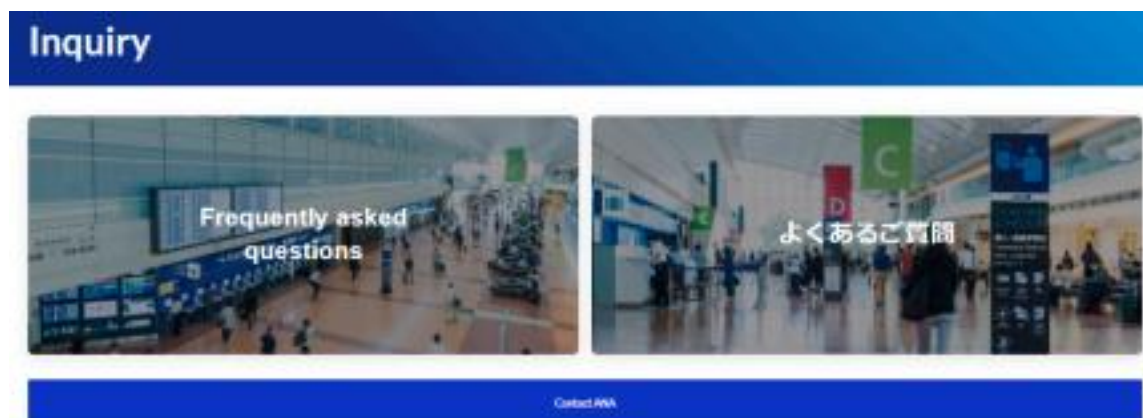 Inquiry
Frequently asked
questions
よくあるご質問
C
D
Contact ANA